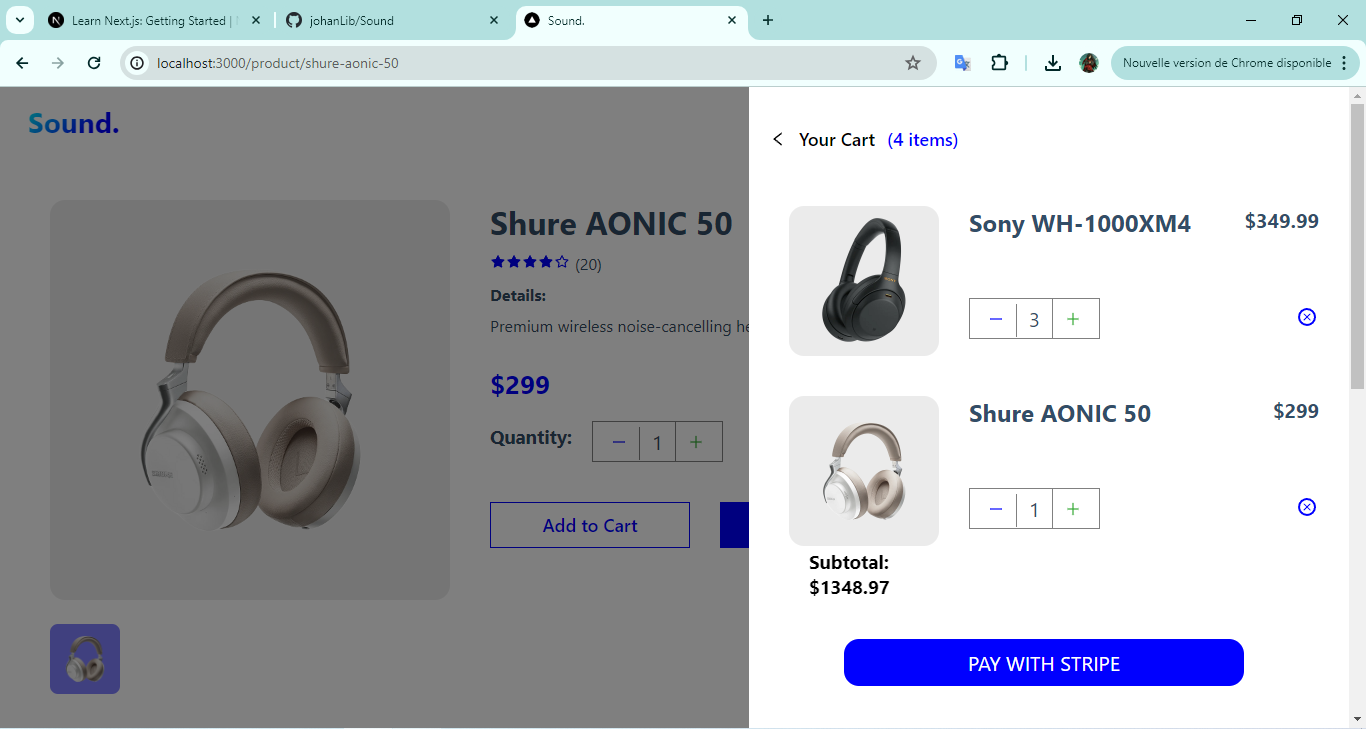 Learn Next.js: Getting Started |
johanLib/Sound
Sound.
localhost:3000/product/shure-aonic-50
Nouvelle version de Chrome disponible
Sound.
Shure AONIC 50
(20)
Details:
Premium wireless noise-cancelling he
$299
Quantity:
− 1 +
Add to Cart
Your Cart (4 items)
Sony WH-1000XM4
$349.99
− 3 +
Shure AONIC 50
$299
− 1 +
Subtotal:
$1348.97
PAY WITH STRIPE